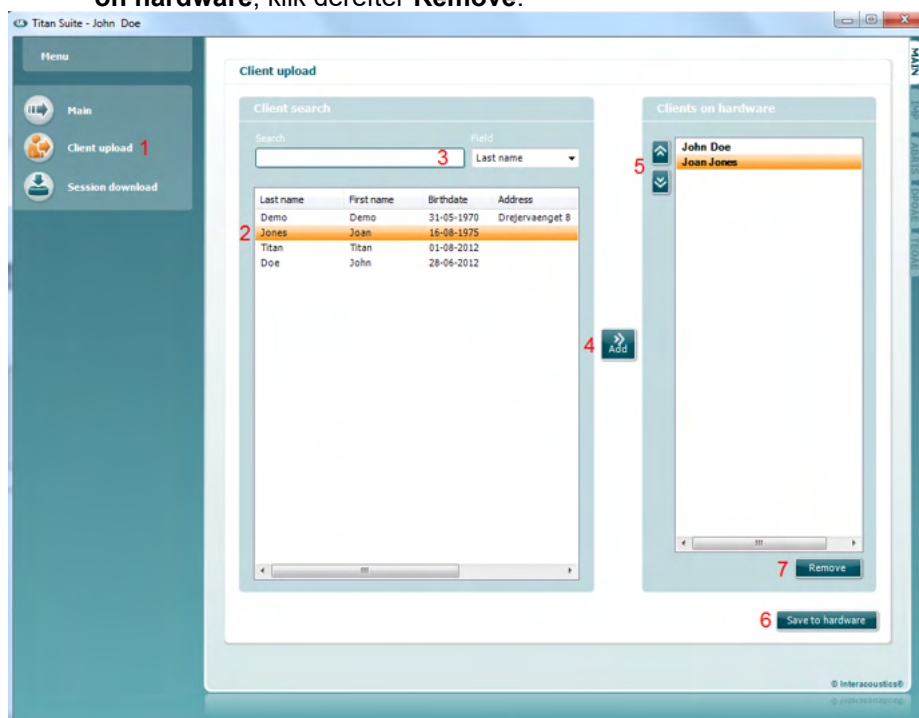 on hardware, klik derefter Remove.
Titan Suite - John Doe
Menu
Main
Client upload 1
Session download
Client upload
Client search
Search Field
3 Last name
Last name First name Birthdate Address
Demo Demo 31-05-1970 Drejervaenget 8
2 Jones Joan 16-08-1975
Titan Titan 01-08-2012
Doe John 28-06-2012
4 Add
Clients on hardware
5
John Doe
Joan Jones
7 Remove
6 Save to hardware
© Interacoustics®
MAIN
TEOAE